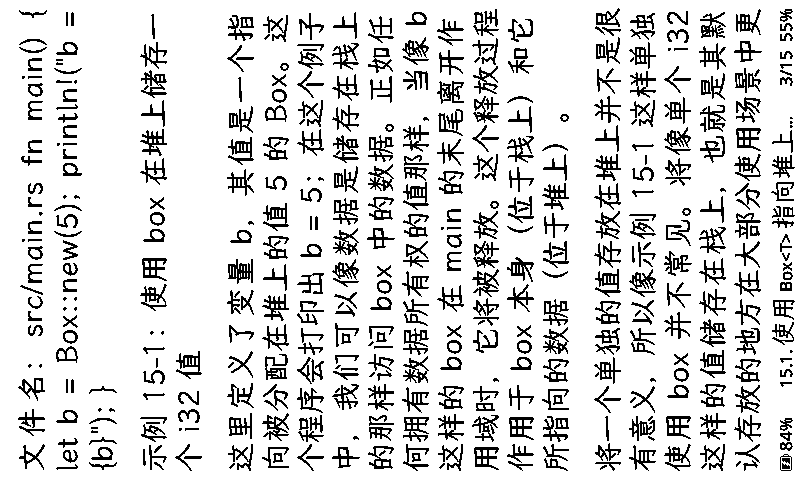 文件名：src/main.rs fn main() {
let b = Box::new(5); println!("b =
{b}"); }
示例 15-1：使用 box 在堆上储存一
个 i32 值
这里定义了变量 b，其值是一个指
向被分配在堆上的值 5 的 Box。这
个程序会打印出 b = 5；在这个例子
中，我们可以像数据是储存在栈上
的那样访问 box 中的数据。正如任
何拥有数据所有权的值那样，当像 b
这样的 box 在 main 的末尾离开作
用域时，它将被释放。这个释放过程
作用于 box 本身（位于栈上）和它
所指向的数据（位于堆上）。
将一个单独的值存放在堆上并不是很
有意义，所以像示例 15-1 这样单独
使用 box 并不常见。将像单个 i32
这样的值储存在栈上，也就是其默
认存放的地方在大部分使用场景中更
84% 15.1. 使用 Box<T> 指向堆上... 3/15 55%